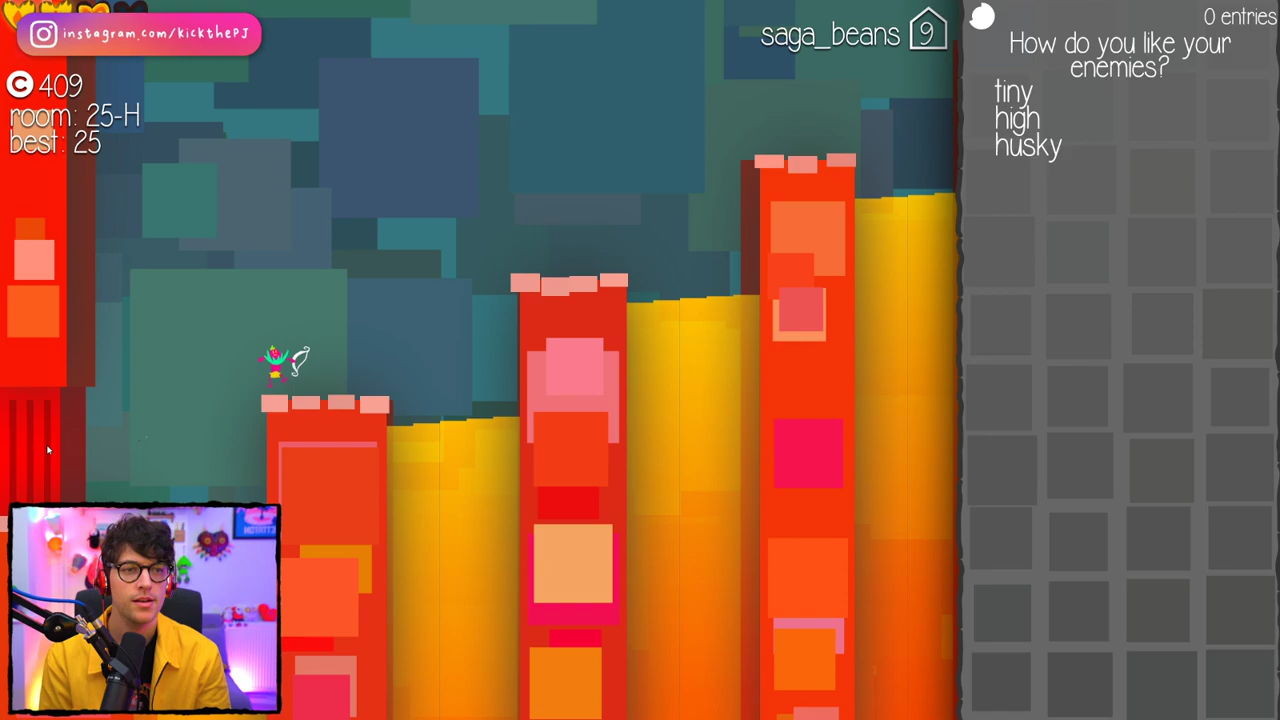 instagram.com/kickthePJ
saga_beans 9
0 entries
How do you like your
enemies?
tiny
high
husky
C 409
room: 25-H
best: 25